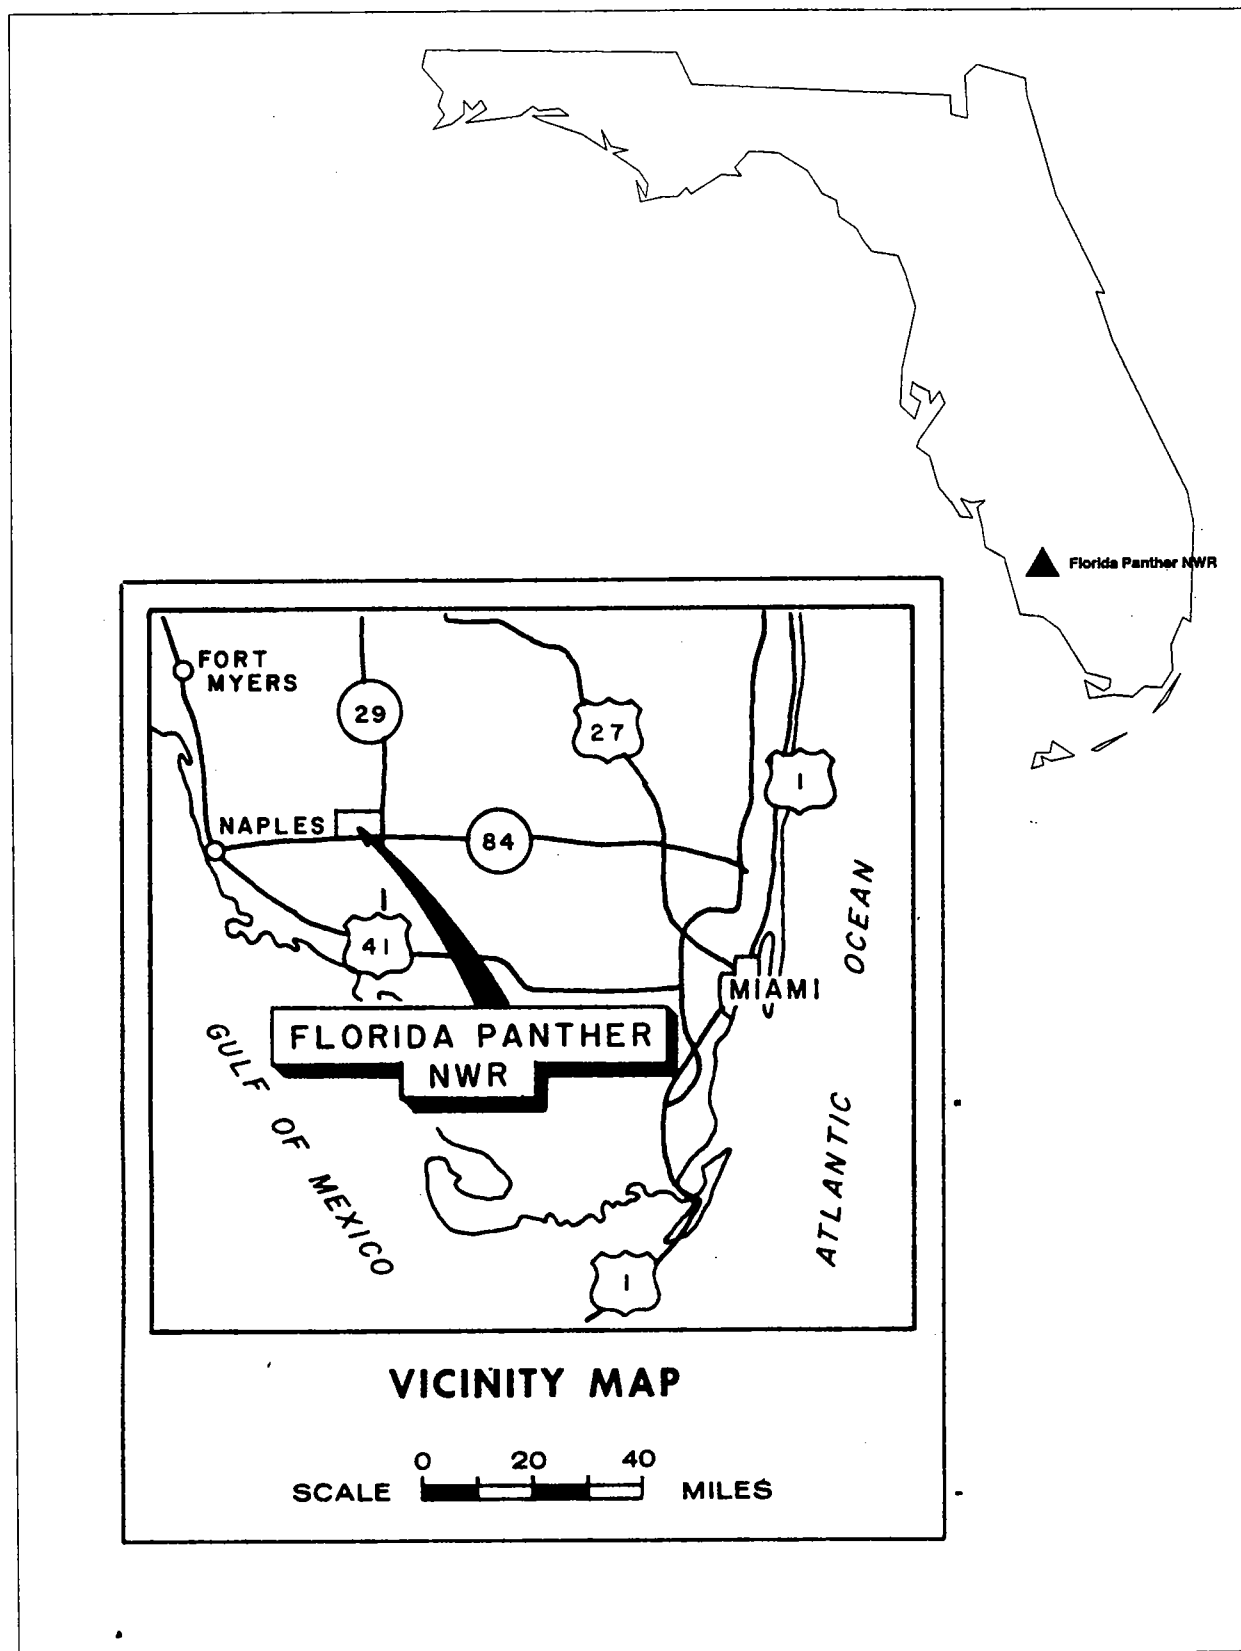 Florida Panther NWR
FORT
MYERS
29
27
1
NAPLES
84
OCEAN
41
MIAMI
FLORIDA PANTHER
NWR
GULF OF MEXICO
ATLANTIC
1
VICINITY MAP
0 20 40
SCALE MILES